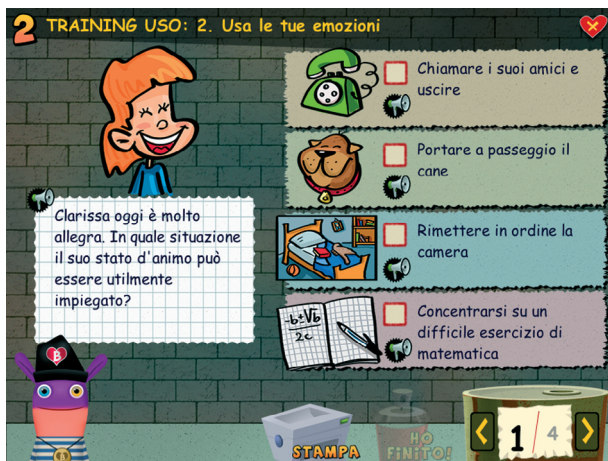 2 TRAINING USO: 2. Usa le tue emozioni
Clarissa oggi è molto
allegra. In quale situazione
il suo stato d'animo può
essere utilmente
impiegato?
Chiamare i suoi amici e
uscire
Portare a passeggio il
cane
Rimettere in ordine la
camera
Concentrarsi su un
difficile esercizio di
matematica
-b±√b
2c
B
STAMPA
HO
FINITO!
1/4